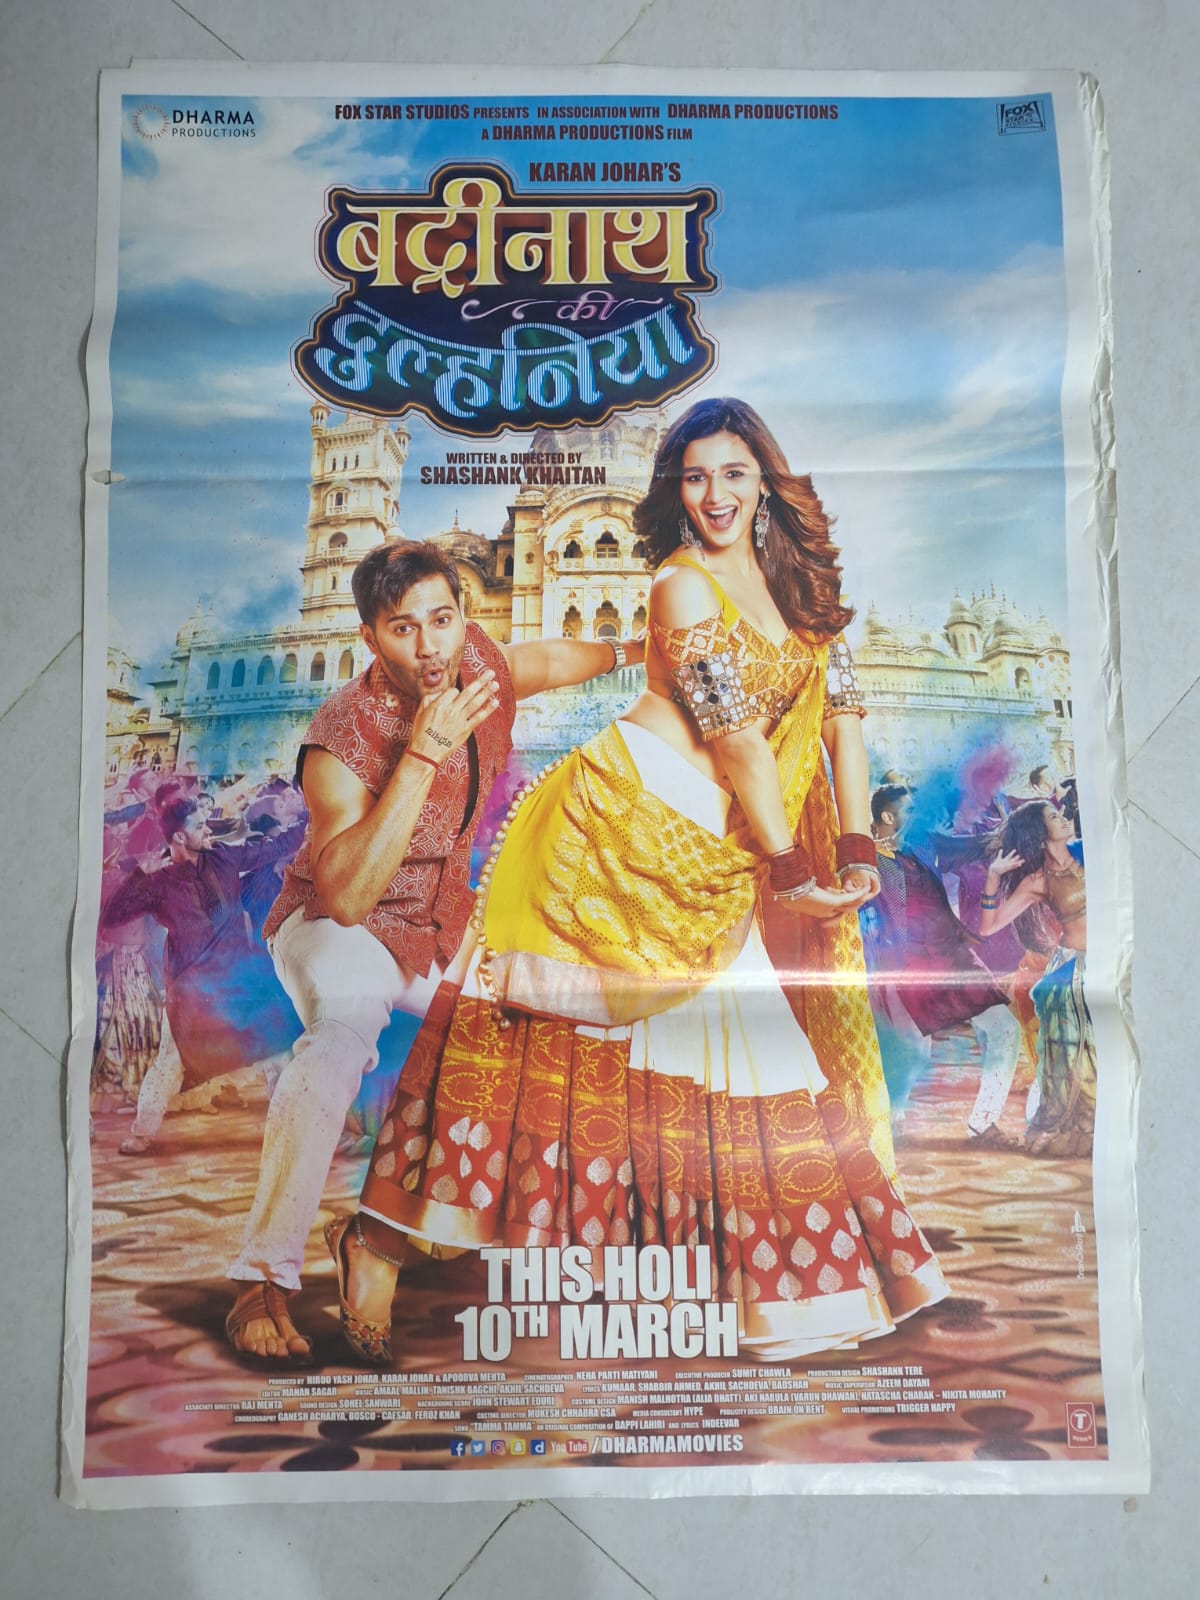 DHARMA
PRODUCTIONS
FOX STAR STUDIOS PRESENTS IN ASSOCIATION WITH DHARMA PRODUCTIONS
A DHARMA PRODUCTIONS FILM
FOX
STAR
KARAN JOHAR'S
बद्रीनाथ
की
दुल्हनिया
WRITTEN & DIRECTED BY
SHASHANK KHAITAN
THIS HOLI
10TH MARCH
PRODUCED BY HIROO YASH JOHAR, KARAN JOHAR & APOORVA MEHTA CINEMATOGRAPHER NEHA PARTI MATIYANI EXECUTIVE PRODUCER SUMIT CHAWLA PRODUCTION DESIGN SHASHANK TERE
EDITOR MANAN SAGAR MUSIC AMAAL MALLIK, TANISHK BAGCHI, AKHIL SACHDEVA LYRICS KUMAAR, SHABBIR AHMED, AKHIL SACHDEVA, BADSHAH MUSIC SUPERVISOR AZEEM DAYANI
ASSOCIATE DIRECTOR RAJ MEHTA SOUND DESIGN SOHEL SANWARI BACKGROUND SCORE JOHN STEWART EDURI COSTUME DESIGN MANISH MALHOTRA (ALIA BHATT), AKI NARULA (VARUN DHAWAN), NATASCHA CHARAK – NIKITA MOHANTY
CHOREOGRAPHY GANESH ACHARYA, BOSCO - CAESAR, FEROZ KHAN CASTING DIRECTOR MUKESH CHHABRA CSA MEDIA CONSULTANT HYPE PUBLICITY DESIGN BRAIN ON RENT VISUAL PROMOTIONS TRIGGER HAPPY
SONG "TAMMA TAMMA" AN ORIGINAL COMPOSITION OF BAPPI LAHIRI AND LYRICS INDEEVAR
YouTube /DHARMAMOVIES
T
SERIES